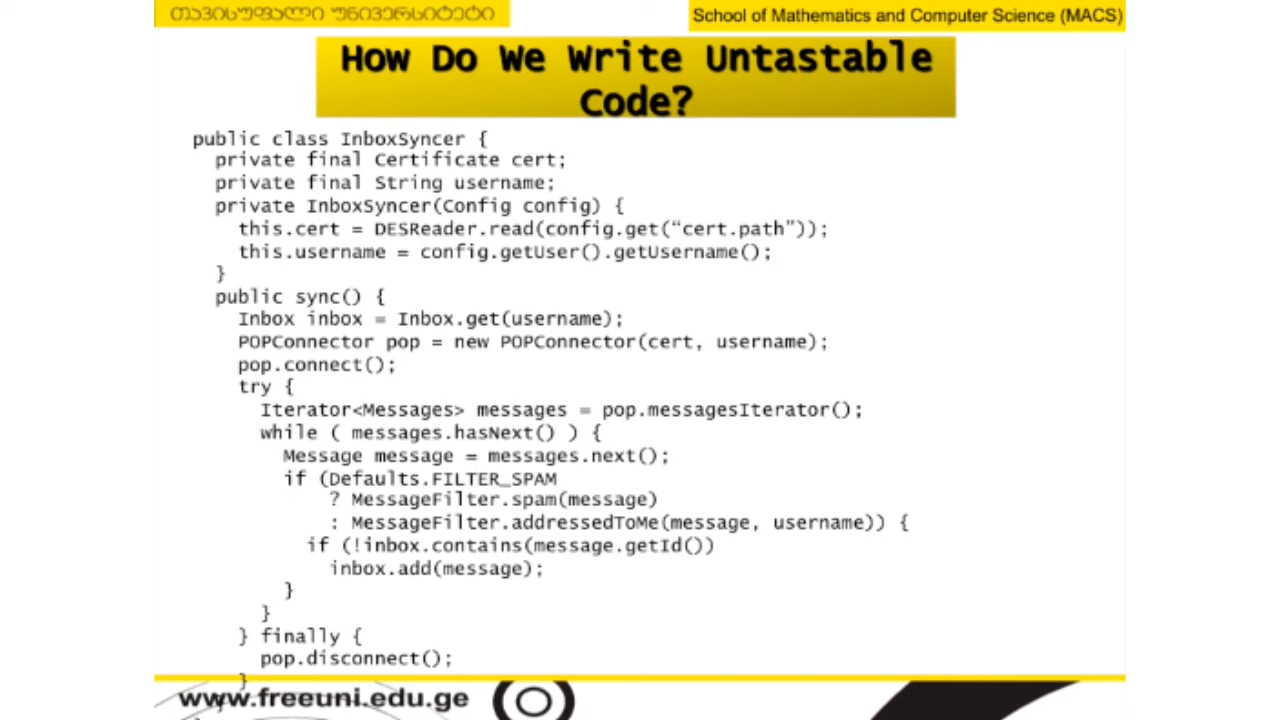 თავისუფალი უნივერსიტეტი
School of Mathematics and Computer Science (MACS)
How Do We Write Untastable
Code?
public class InboxSyncer {
private final Certificate cert;
private final String username;
private InboxSyncer(Config config) {
this.cert = DESReader.read(config.get(“cert.path”));
this.username = config.getUser().getUsername();
}
public sync() {
Inbox inbox = Inbox.get(username);
POPConnector pop = new POPConnector(cert, username);
pop.connect();
try {
Iterator<Messages> messages = pop.messagesIterator();
while ( messages.hasNext() ) {
Message message = messages.next();
if (Defaults.FILTER_SPAM
? MessageFilter.spam(message)
: MessageFilter.addressedToMe(message, username)) {
if (!inbox.contains(message.getId())
inbox.add(message);
}
}
} finally {
pop.disconnect();
}
www.freeuni.edu.ge